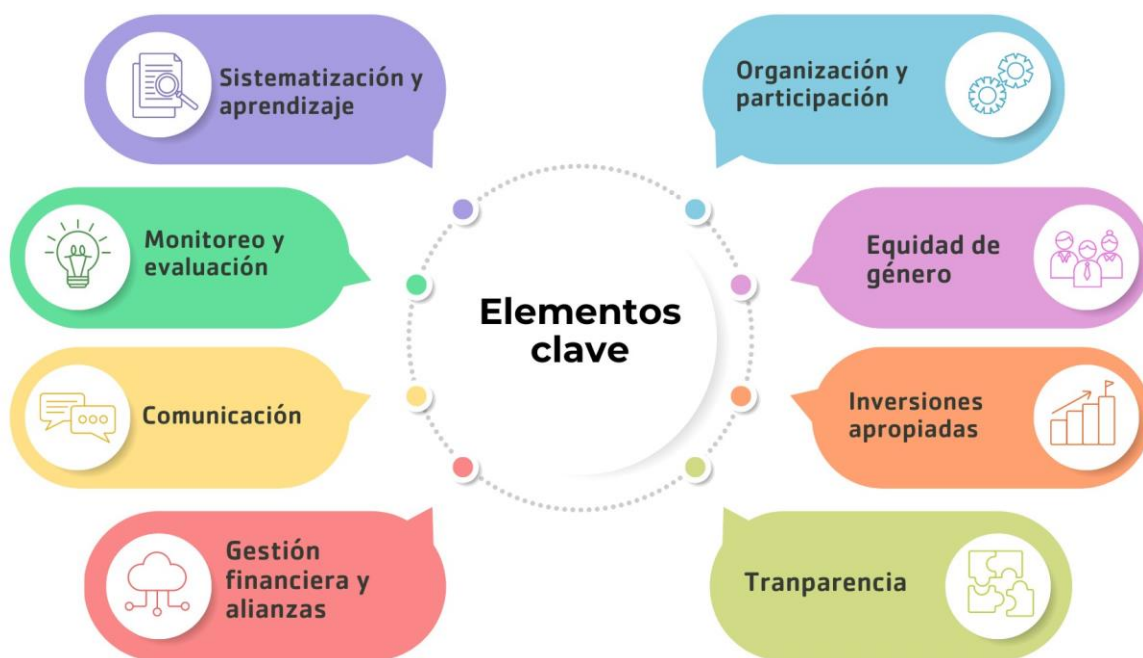 Sistematización y
aprendizaje
Organización y
participación
Monitoreo y
evaluación
Equidad de
género
Elementos
clave
Comunicación
Inversiones
apropiadas
Gestión
financiera y
alianzas
Tranparencia